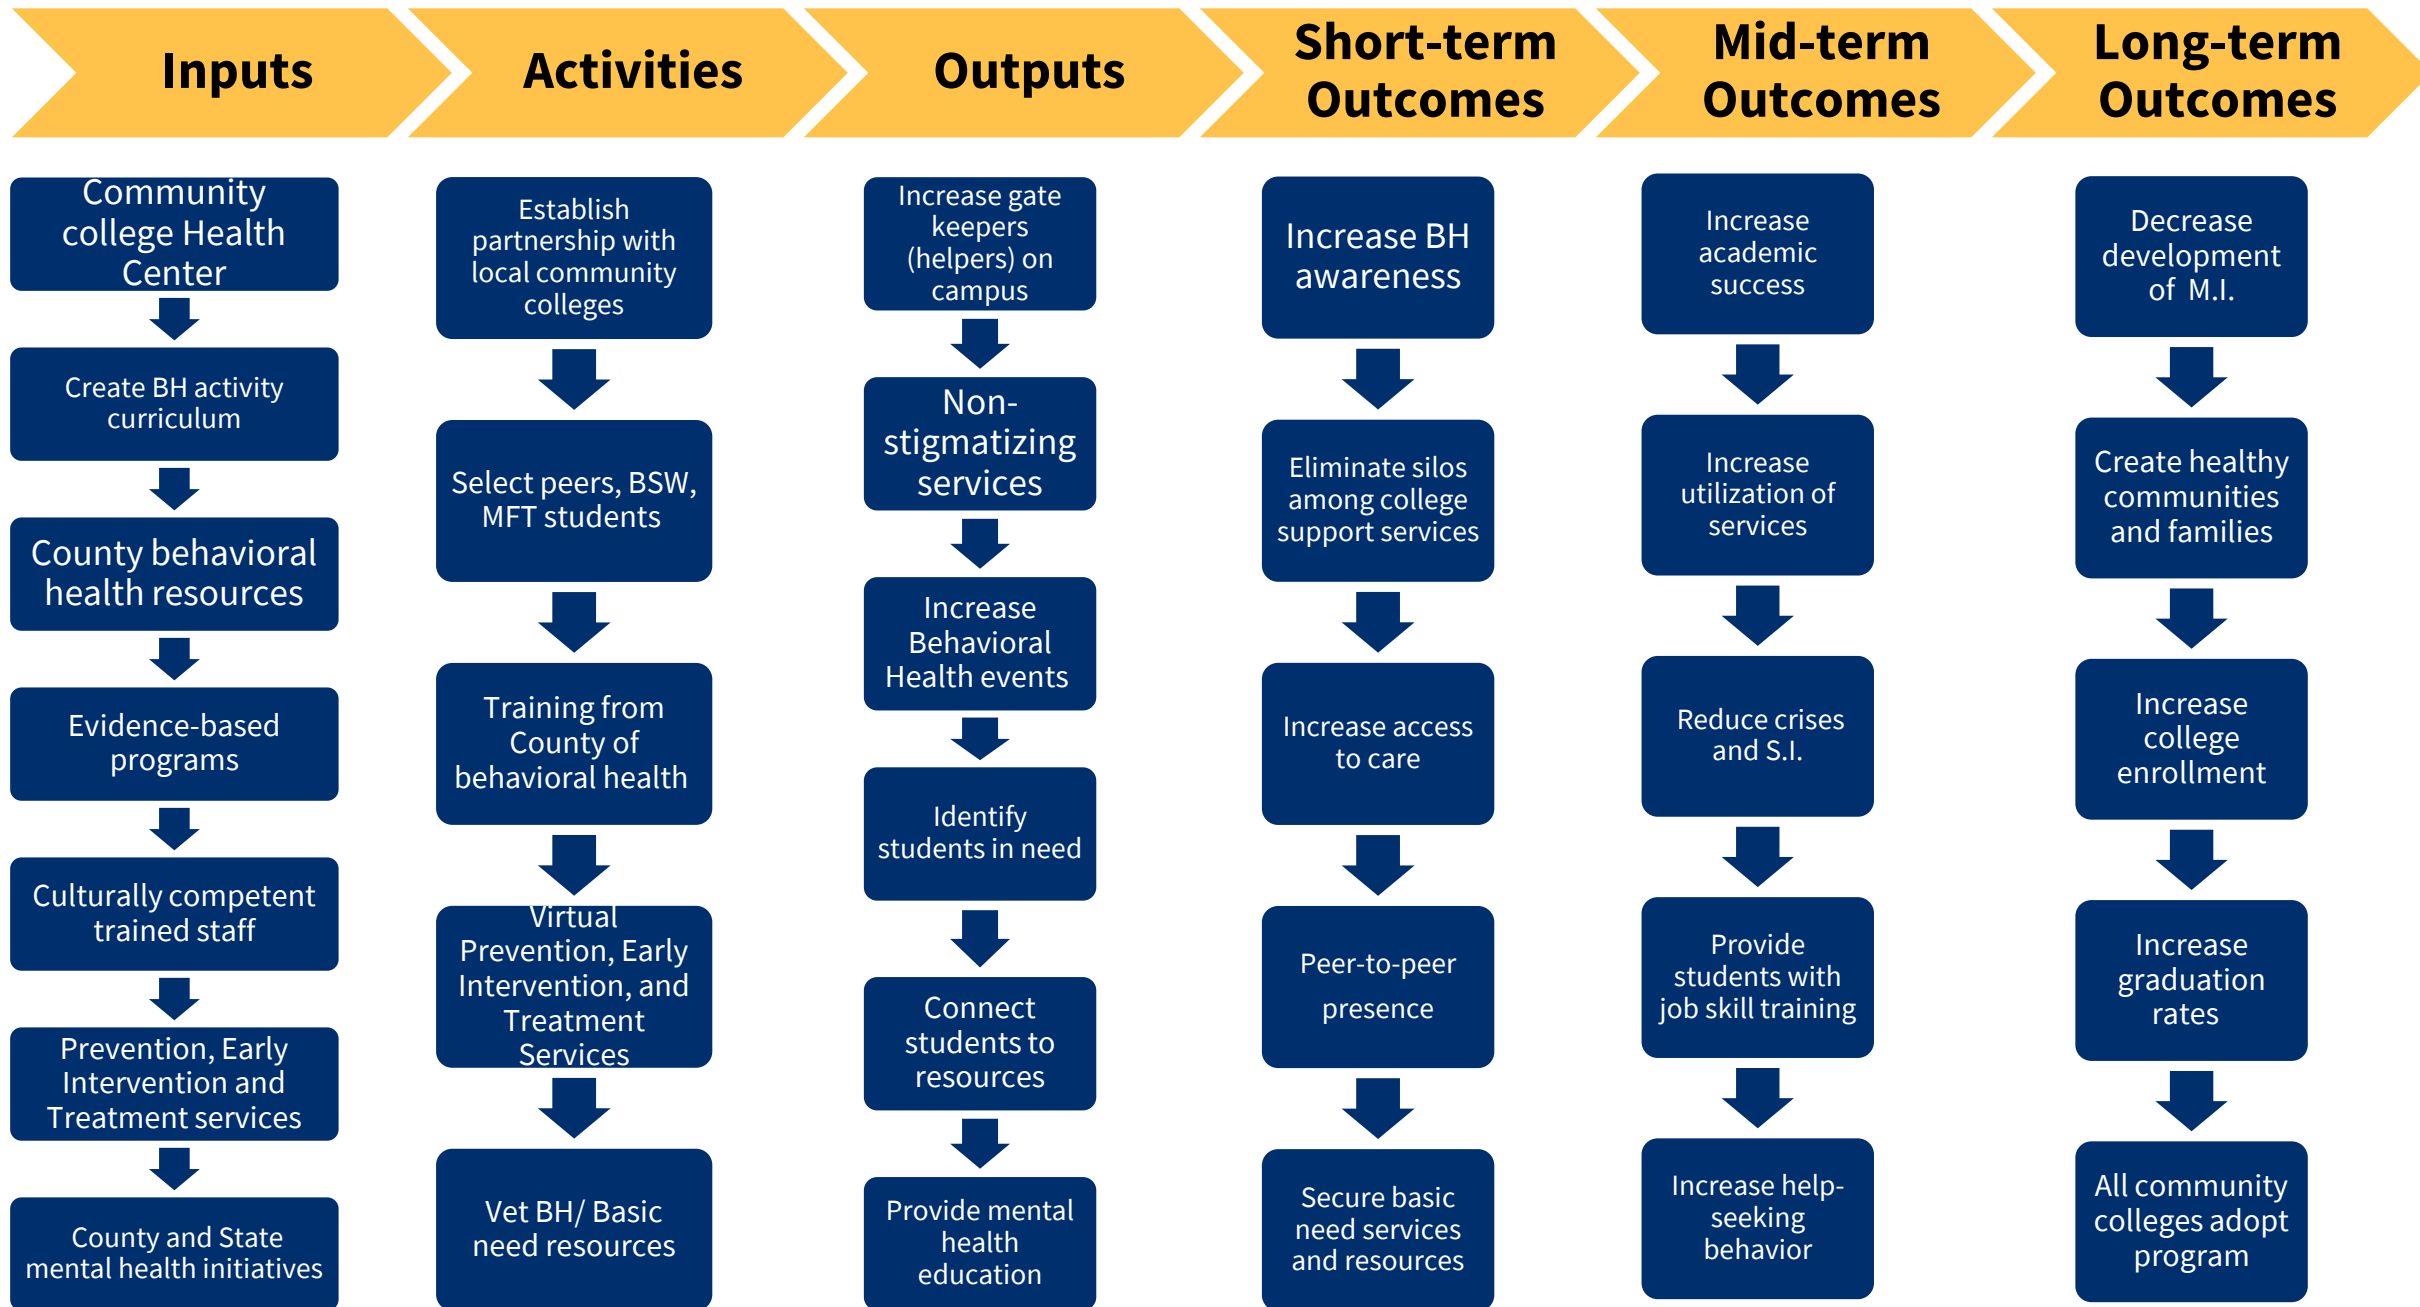 Inputs
Activities
Outputs
Short-term
Outcomes
Mid-term
Outcomes
Long-term
Outcomes
Community
college Health
Center
Create BH activity
curriculum
County behavioral
health resources
Evidence-based
programs
Culturally competent
trained staff
Prevention, Early
Intervention and
Treatment services
County and State
mental health initiatives
Establish
partnership with
local community
colleges
Select peers, BSW,
MFT students
Training from
County of
behavioral health
Virtual
Prevention, Early
Intervention, and
Treatment
Services
Vet BH/ Basic
need resources
Increase gate
keepers
(helpers) on
campus
Non-
stigmatizing
services
Increase
Behavioral
Health events
Identify
students in need
Connect
students to
resources
Provide mental
health
education
Increase BH
awareness
Eliminate silos
among college
support services
Increase access
to care
Peer-to-peer
presence
Secure basic
need services
and resources
Increase
academic
success
Increase
utilization of
services
Reduce crises
and S.I.
Provide
students with
job skill training
Increase help-
seeking
behavior
Decrease
development
of  M.I.
Create healthy
communities
and families
Increase
college
enrollment
Increase
graduation
rates
All community
colleges adopt
program